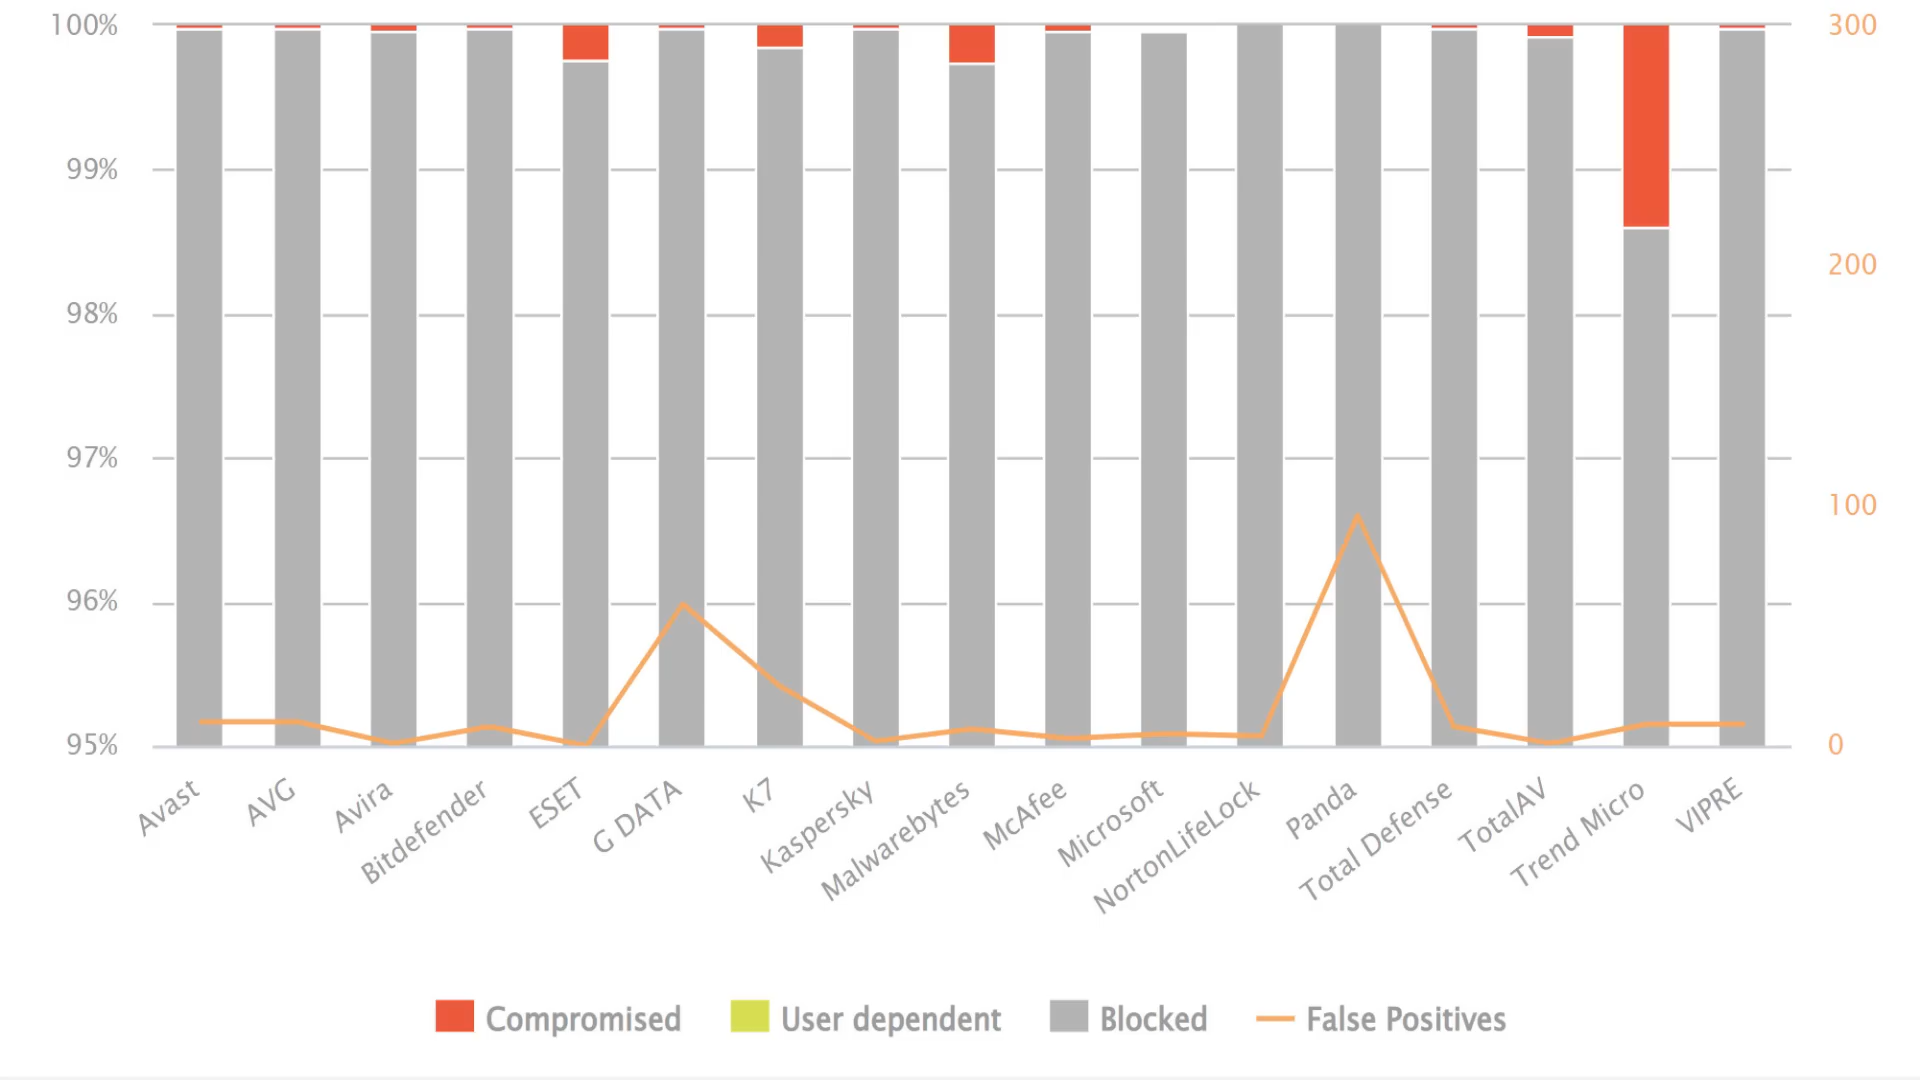 100%
99%
98%
97%
96%
95%
300
200
100
0
Avast
AVG
Avira
Bitdefender
ESET
G DATA
K7
Kaspersky
Malwarebytes
McAfee
Microsoft
NortonLifeLock
Panda
Total Defense
TotalAV
Trend Micro
VIPRE
Compromised User dependent Blocked False Positives